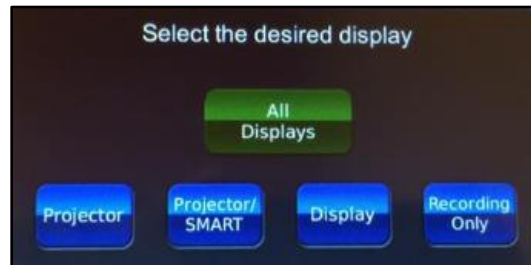 Select the desired display
All
Displays
Projector
Projector/
SMART
Display
Recording
Only